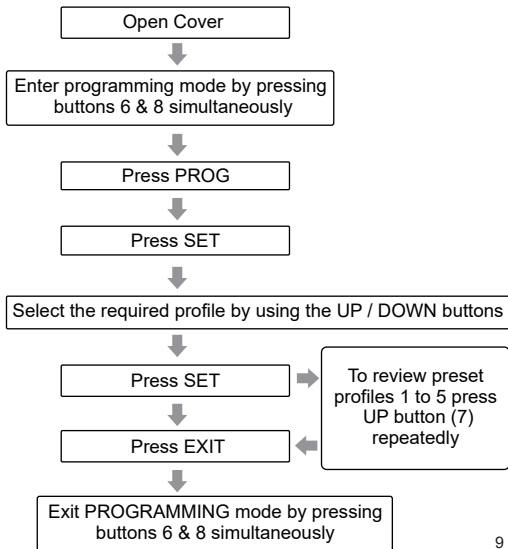 Open Cover
Enter programming mode by pressing
buttons 6 & 8 simultaneously
Press PROG
Press SET
Select the required profile by using the UP / DOWN buttons
Press SET
To review preset
profiles 1 to 5 press
UP button (7)
repeatedly
Press EXIT
Exit PROGRAMMING mode by pressing
buttons 6 & 8 simultaneously
9